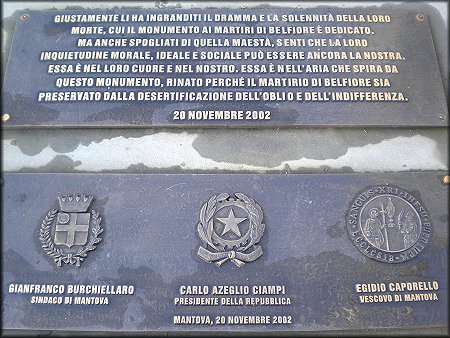 GIUSTAMENTE LI HA INGRANDITI IL DRAMMA E LA SOLENNITÀ DELLA LORO
MORTE, CUI IL MONUMENTO AI MARTIRI DI BELFIORE È DEDICATO.
MA ANCHE SPOGLIATI DI QUELLA MAESTÀ, SENTI CHE LA LORO
INQUIETUDINE MORALE, IDEALE E SOCIALE PUÒ ESSERE ANCORA LA NOSTRA.
ESSA È NEL LORO CUORE E NEL NOSTRO. ESSA È NELL'ARIA CHE SPIRA DA
QUESTO MONUMENTO, RINATO PERCHÉ IL MARTIRIO DI BELFIORE SIA
PRESERVATO DALLA DESERTIFICAZIONE DELL'OBLIO E DELL'INDIFFERENZA.
20 NOVEMBRE 2002
GIANFRANCO BURCHIELLARO
SINDACO DI MANTOVA
CARLO AZEGLIO CIAMPI
PRESIDENTE DELLA REPUBBLICA
EGIDIO CAPORELLO
VESCOVO DI MANTOVA
MANTOVA, 20 NOVEMBRE 2002